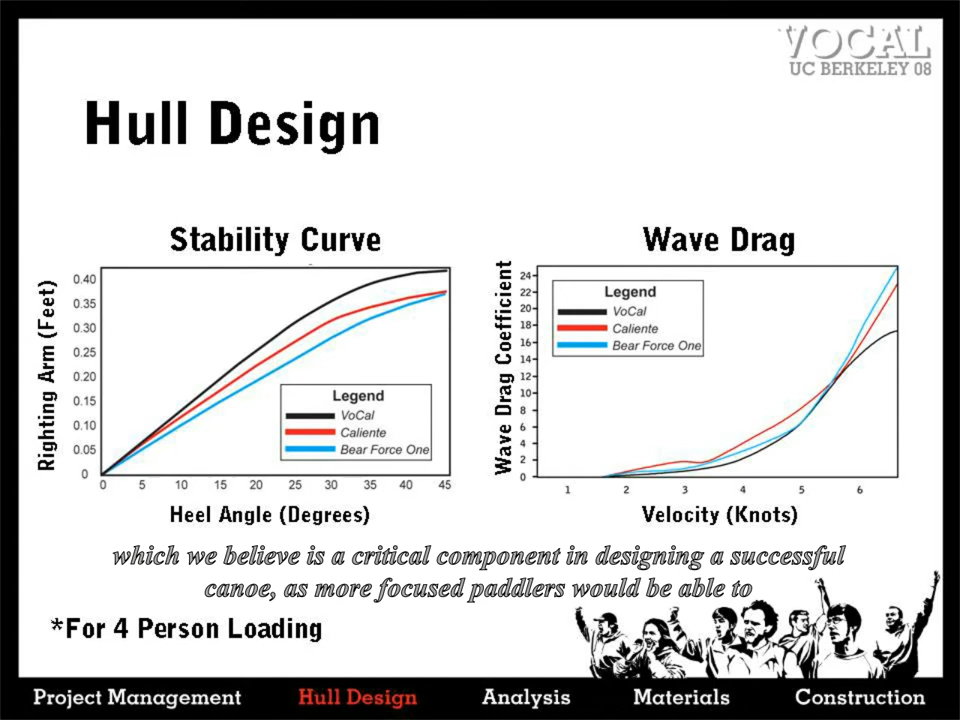 VOCAL
UC BERKELEY 08
Hull Design
Stability Curve
Righting Arm (Feet)
0.40
0.35
0.30
0.25
0.20
0.15
0.10
0.05
0
0 5 10 15 20 25 30 35 40 45
Legend
VoCal
Caliente
Bear Force One
Heel Angle (Degrees)
Wave Drag
Wave Drag Coefficient
24
22
20
18
16
14
12
10
8
6
4
2
0
1 2 3 4 5 6
Legend
VoCal
Caliente
Bear Force One
Velocity (Knots)
which we believe is a critical component in designing a successful
canoe, as more focused paddlers would be able to
*For 4 Person Loading
Project Management Hull Design Analysis Materials Construction